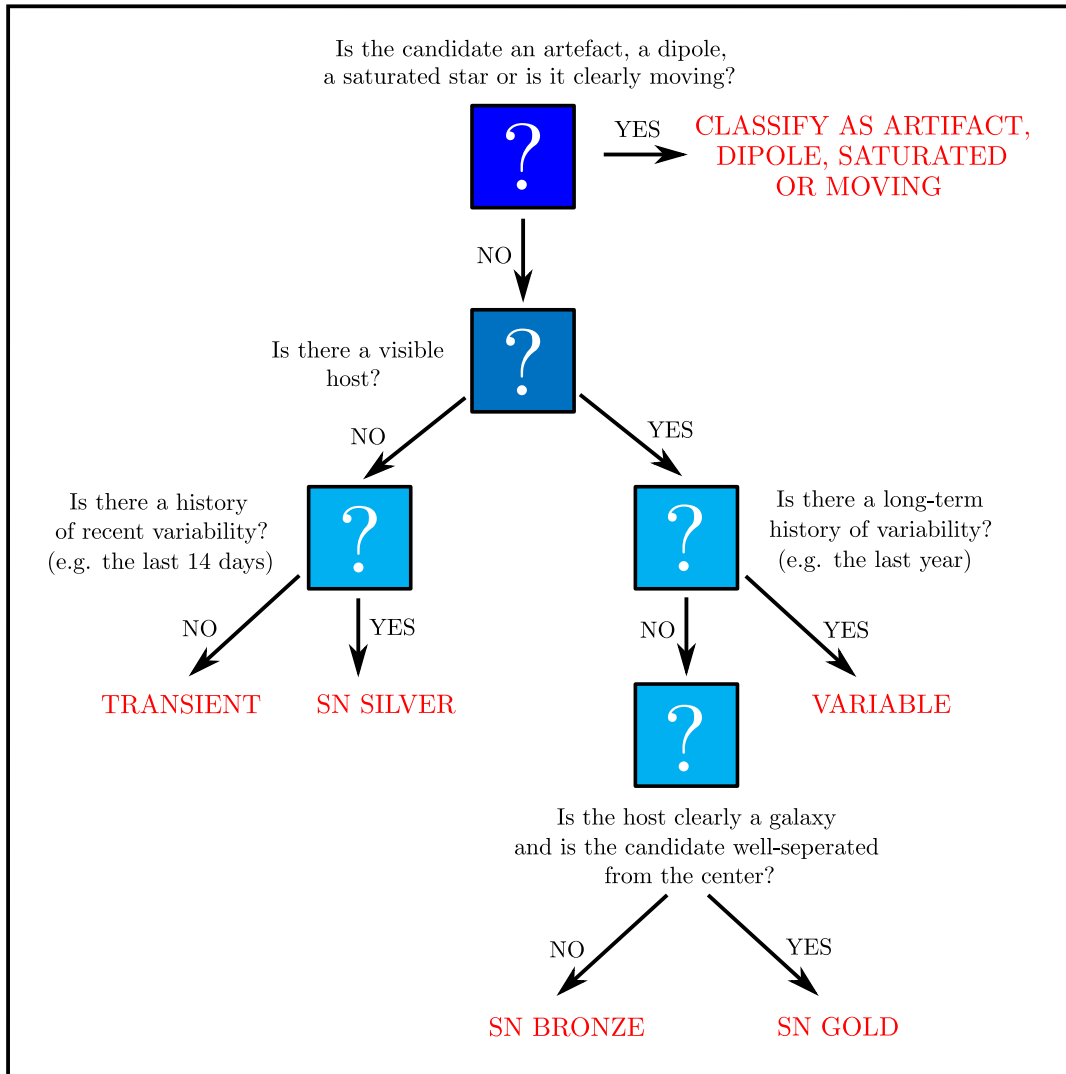 Is the candidate an artefact, a dipole,
a saturated star or is it clearly moving?
?
YES
CLASSIFY AS ARTIFACT,
DIPOLE, SATURATED
OR MOVING
NO
Is there a visible
host?
?
NO
YES
Is there a history
of recent variability?
(e.g. the last 14 days)
?
?
Is there a long-term
history of variability?
(e.g. the last year)
NO
YES
NO
YES
TRANSIENT
SN SILVER
VARIABLE
?
Is the host clearly a galaxy
and is the candidate well-seperated
from the center?
NO
YES
SN BRONZE
SN GOLD